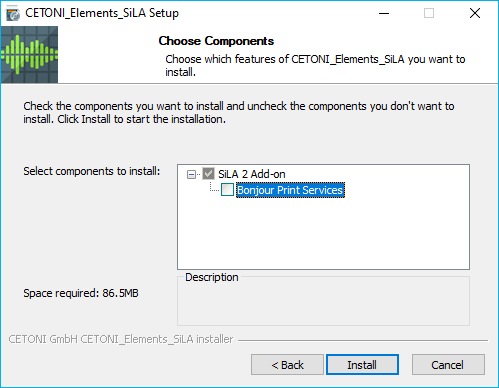 CETONI_Elements_SiLA Setup
Choose Components
Choose which features of CETONI_Elements_SiLA you want to
install.
Check the components you want to install and uncheck the components you don't want to
install. Click Install to start the installation.
Select components to install:
SiLA 2 Add-on
Bonjour Print Services
Description
Space required: 86.5MB
CETONI GmbH CETONI_Elements_SiLA installer
< Back
Install
Cancel